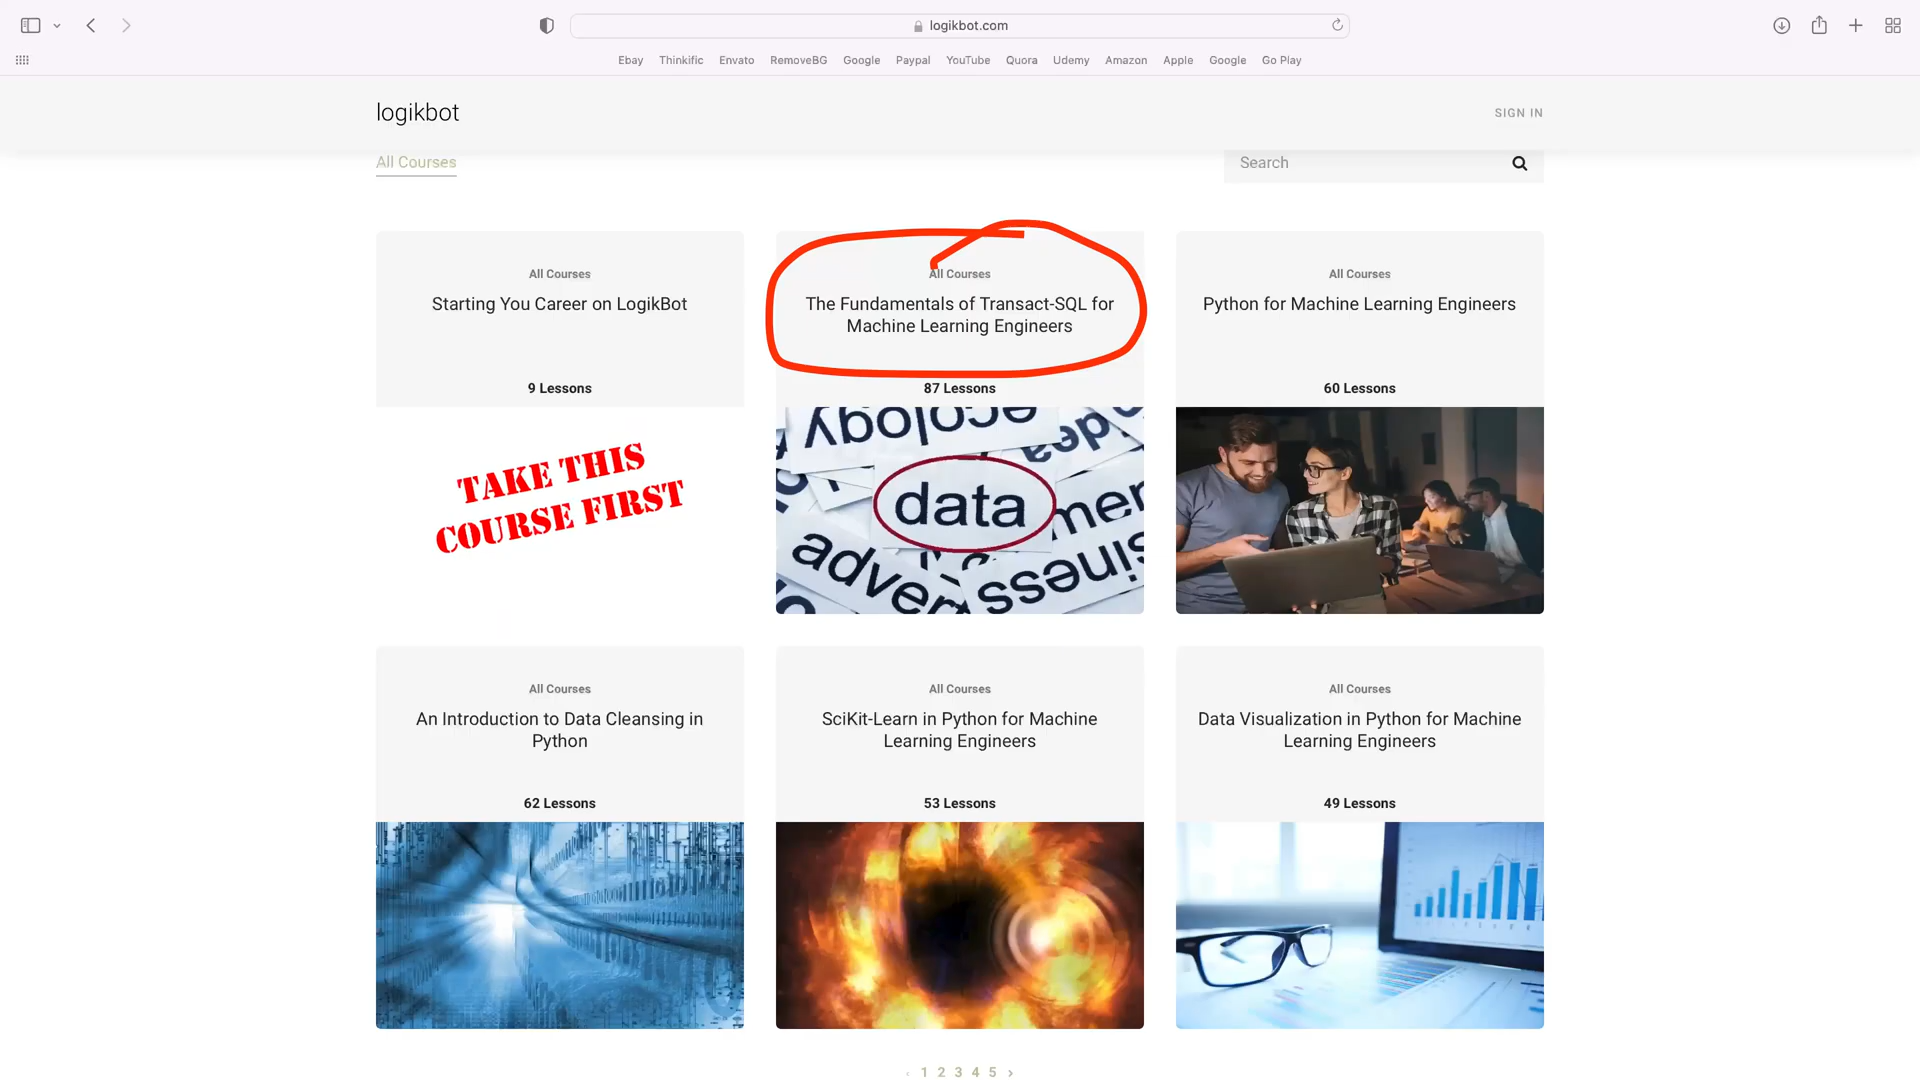 logikbot.com
Ebay Thinkific Envato RemoveBG Google Paypal YouTube Quora Udemy Amazon Apple Google Go Play
logikbot
SIGN IN
All Courses
Search
All Courses
Starting You Career on LogikBot
9 Lessons
TAKE THIS
COURSE FIRST
All Courses
The Fundamentals of Transact-SQL for
Machine Learning Engineers
87 Lessons
data
All Courses
Python for Machine Learning Engineers
60 Lessons
All Courses
An Introduction to Data Cleansing in
Python
62 Lessons
All Courses
SciKit-Learn in Python for Machine
Learning Engineers
53 Lessons
All Courses
Data Visualization in Python for Machine
Learning Engineers
49 Lessons
‹ 1 2 3 4 5 ›